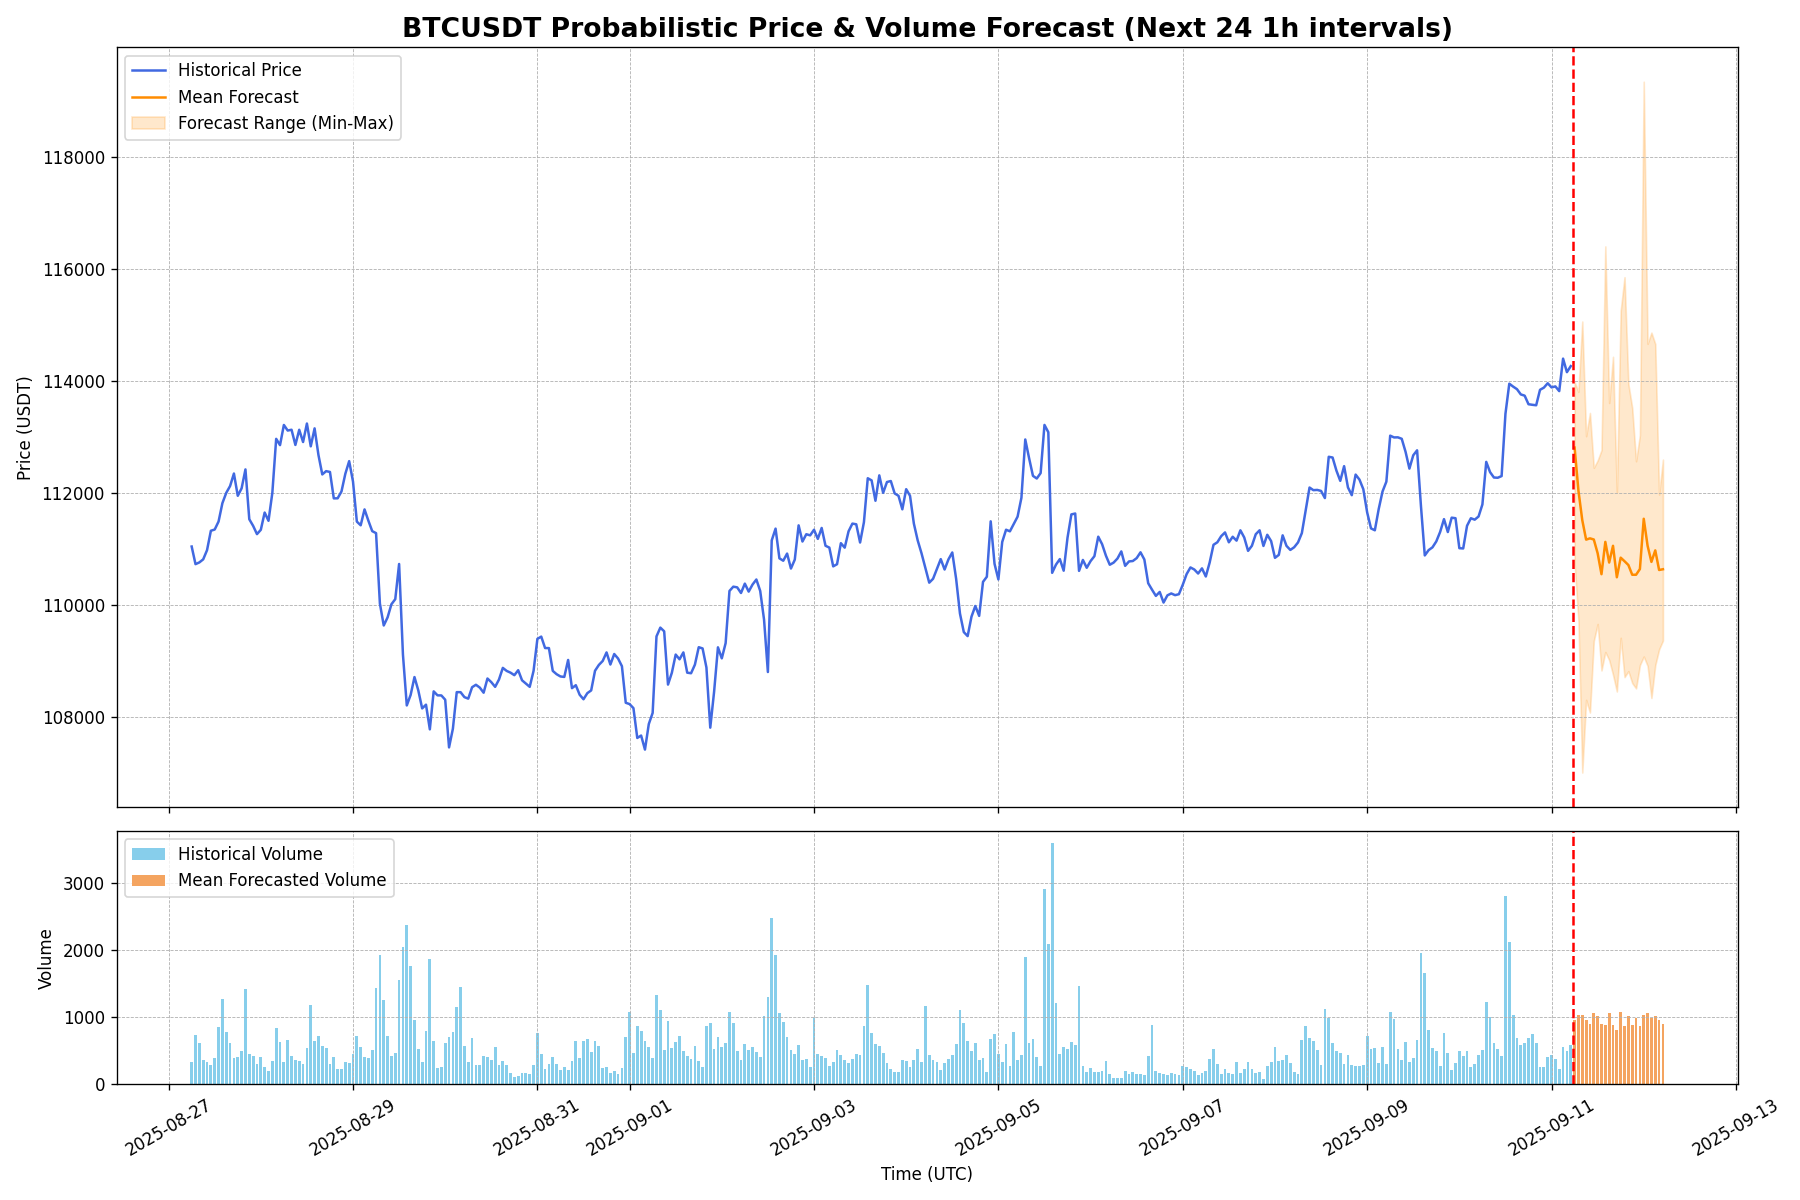 BTCUSDT Probabilistic Price & Volume Forecast (Next 24 1h intervals)
Historical Price
Mean Forecast
Forecast Range (Min-Max)
118000
116000
114000
112000
110000
108000
Price (USDT)
Historical Volume
Mean Forecasted Volume
3000
2000
1000
0
Volume
2025-08-27
2025-08-29
2025-08-31
2025-09-01
2025-09-03
2025-09-05
2025-09-07
2025-09-09
2025-09-11
2025-09-13
Time (UTC)